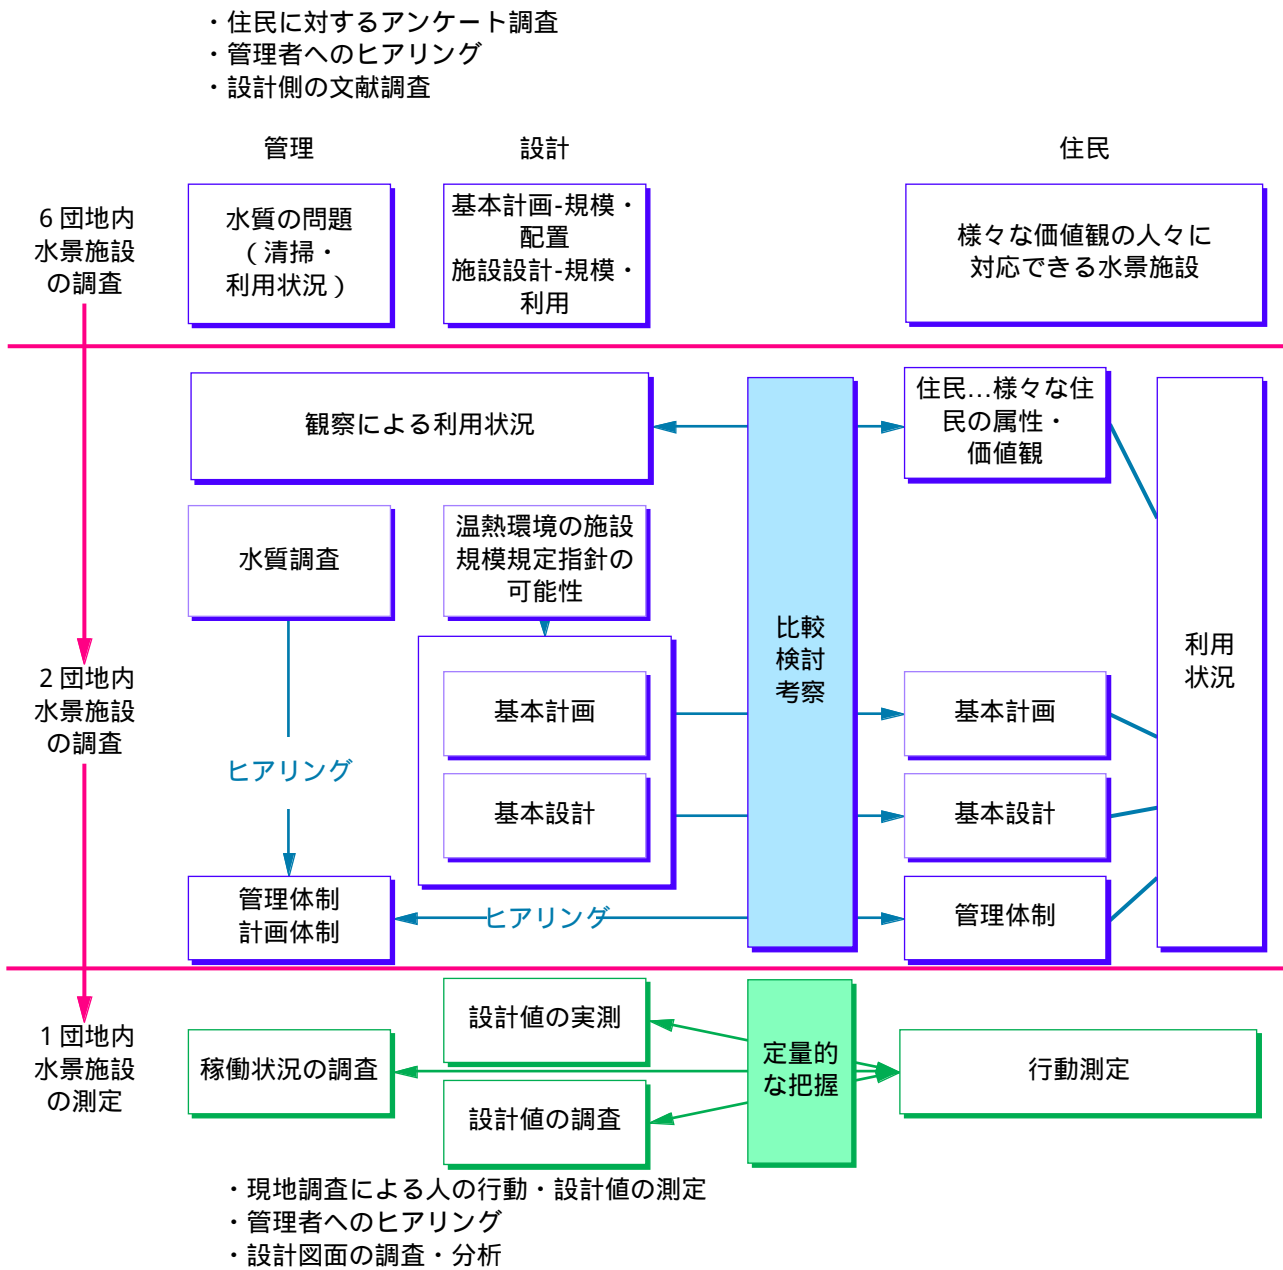 ・住民に対するアンケート調査
・管理者へのヒアリング
・設計側の文献調査
管理
設計
住民
6団地内
水景施設
の調査
水質の問題
（清掃・
利用状況）
基本計画-規模・
配置
施設設計-規模・
利用
様々な価値観の人々に
対応できる水景施設
観察による利用状況
住民…様々な住
民の属性・
価値観
水質調査
温熱環境の施設
規模規定指針の
可能性
比較
検討
考察
利用
状況
2団地内
水景施設
の調査
基本計画
基本計画
ヒアリング
基本設計
基本設計
管理体制
計画体制
ヒアリング
管理体制
1団地内
水景施設
の測定
設計値の実測
稼働状況の調査
定量的
な把握
行動測定
設計値の調査
・現地調査による人の行動・設計値の測定
・管理者へのヒアリング
・設計図面の調査・分析